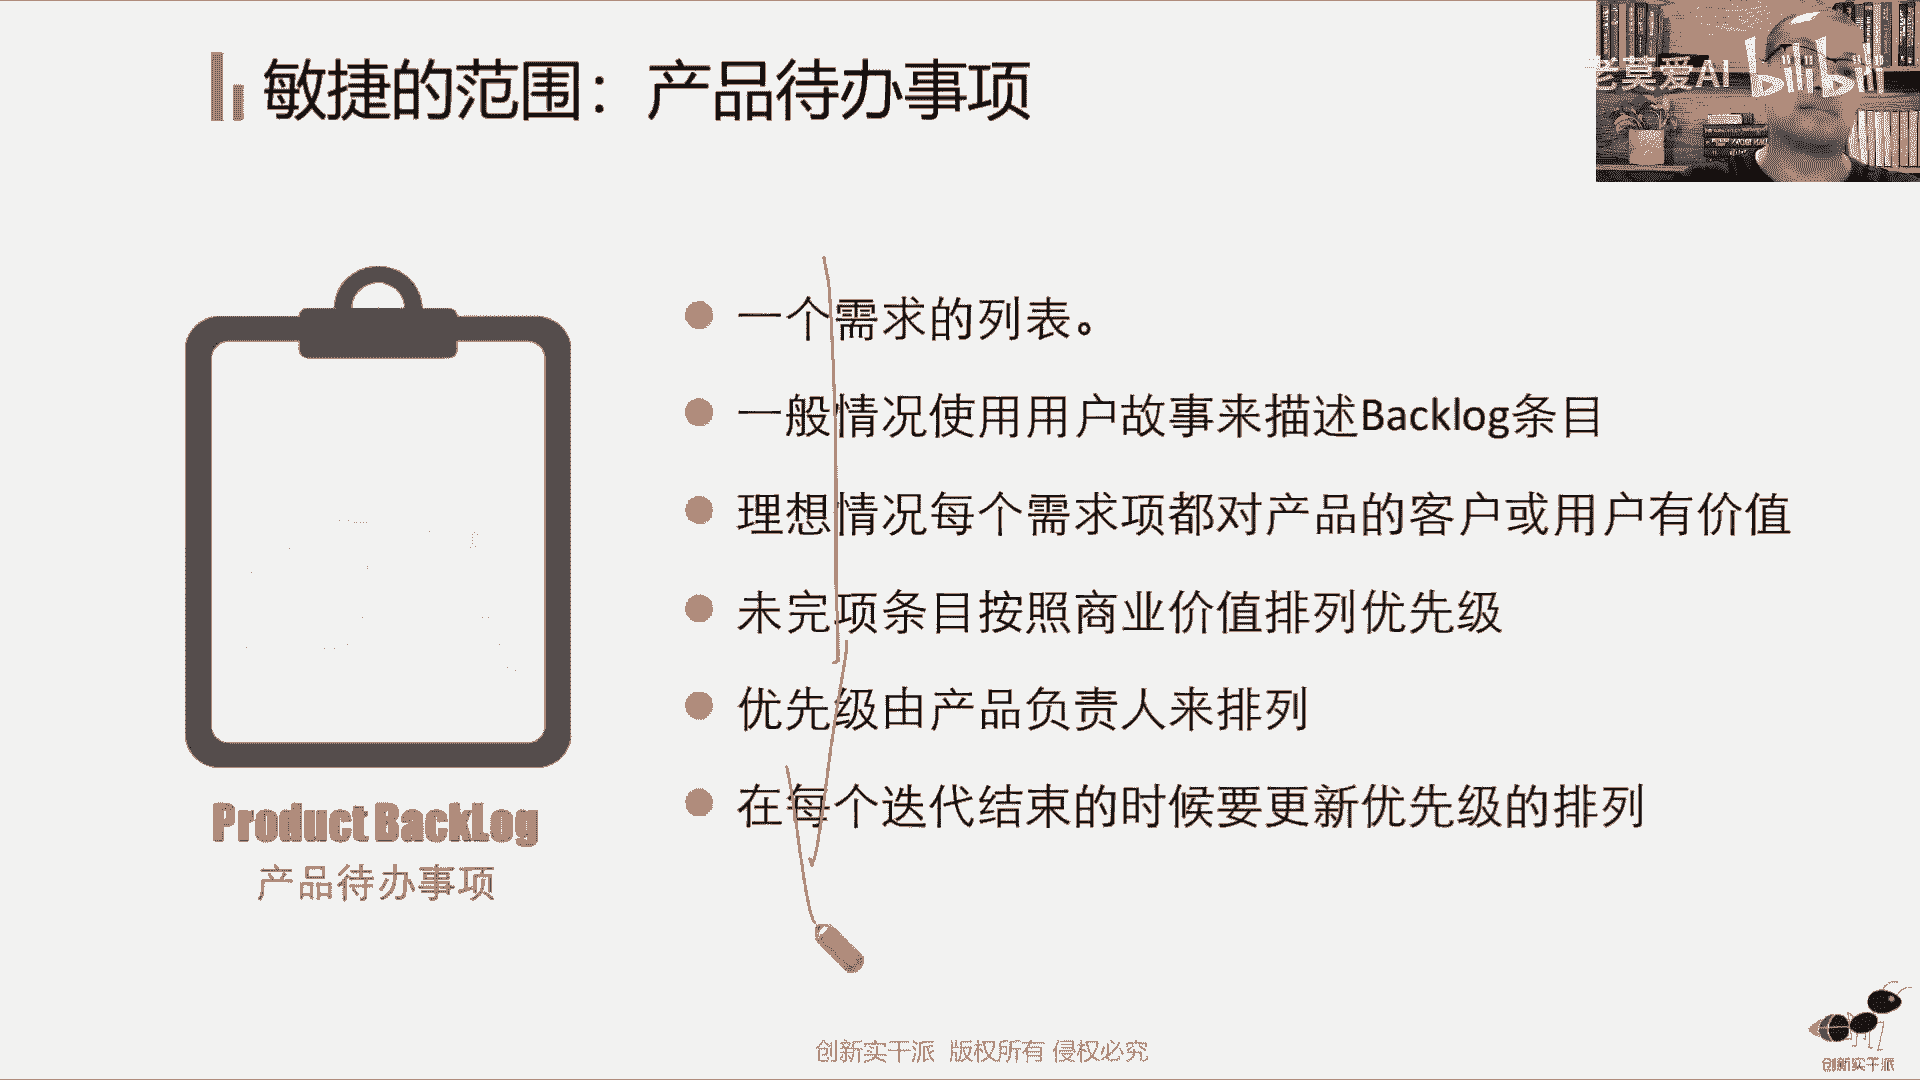 敏捷的范围：产品待办事项
老莫爱AI
bilibili
一个需求的列表。
一般情况使用用户故事来描述Backlog条目
理想情况每个需求项都对产品的客户或用户有价值
未完项条目按照商业价值排列优先级
优先级由产品负责人来排列
在每个迭代结束的时候要更新优先级的排列
Product BackLog
产品待办事项
创新实干派 版权所有 侵权必究
创新实干派